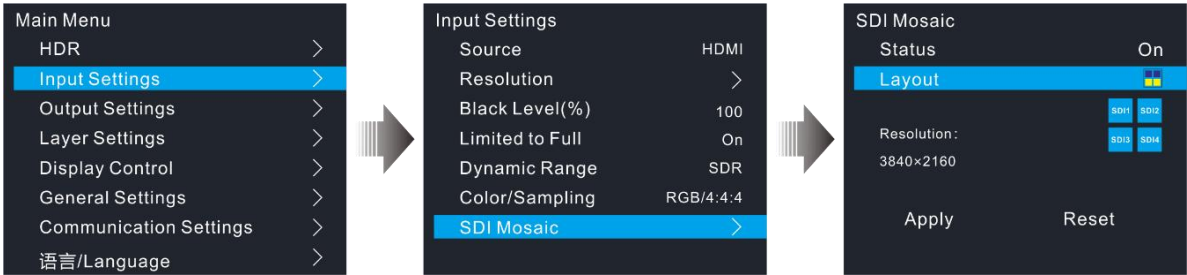 Main Menu
HDR >
Input Settings >
Output Settings >
Layer Settings >
Display Control >
General Settings >
Communication Settings >
语言/Language >
Input Settings
Source HDMI
Resolution >
Black Level(%) 100
Limited to Full On
Dynamic Range SDR
Color/Sampling RGB/4:4:4
SDI Mosaic >
SDI Mosaic
Status On
Layout
SDI1 SDI2
Resolution:
SDI3 SDI4
3840×2160
Apply Reset